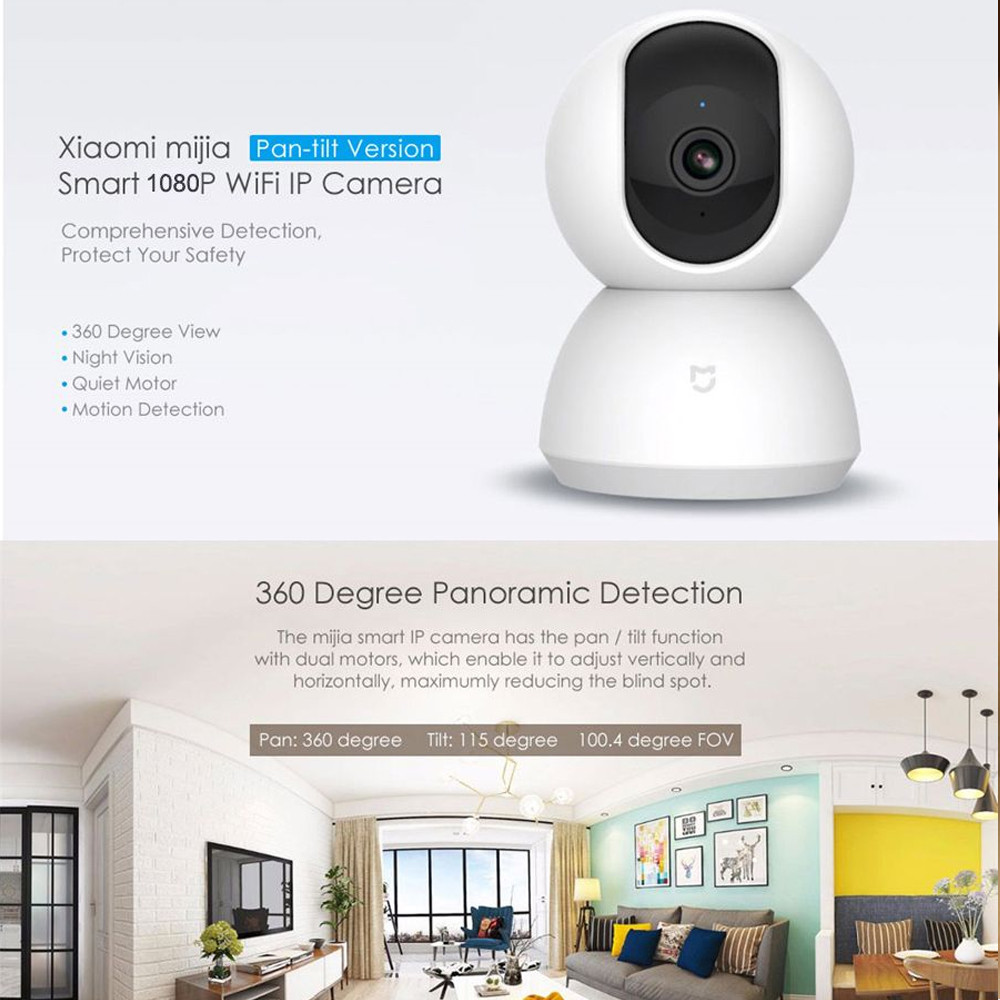 Xiaomi mijia Pan-tilt Version
Smart 1080P WiFi IP Camera
Comprehensive Detection,
Protect Your Safety
• 360 Degree View
• Night Vision
• Quiet Motor
• Motion Detection
360 Degree Panoramic Detection
The mijia smart IP camera has the pan / tilt function
with dual motors, which enable it to adjust vertically and
horizontally, maximumly reducing the blind spot.
Pan: 360 degree Tilt: 115 degree 100.4 degree FOV